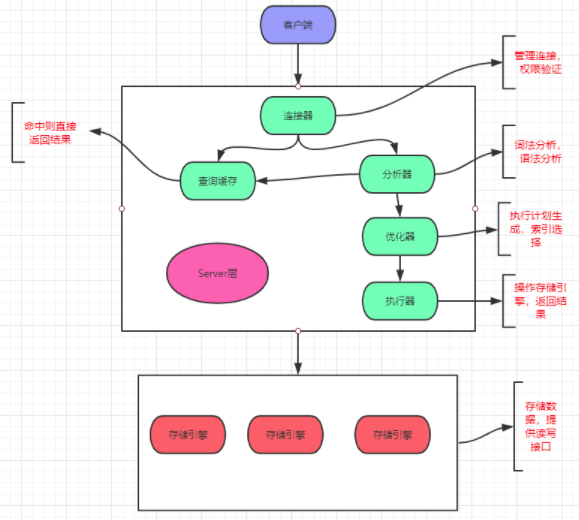 客户端
管理连接，
权限验证
连接器
命中则直接
返回结果
词法分析，
语法分析
查询缓存
分析器
执行计划生
成，索引选
择
优化器
Server层
操作存储引
擎，返回结
果
执行器
存储数
据，提
供读写
接口
存储引擎
存储引擎
存储引擎